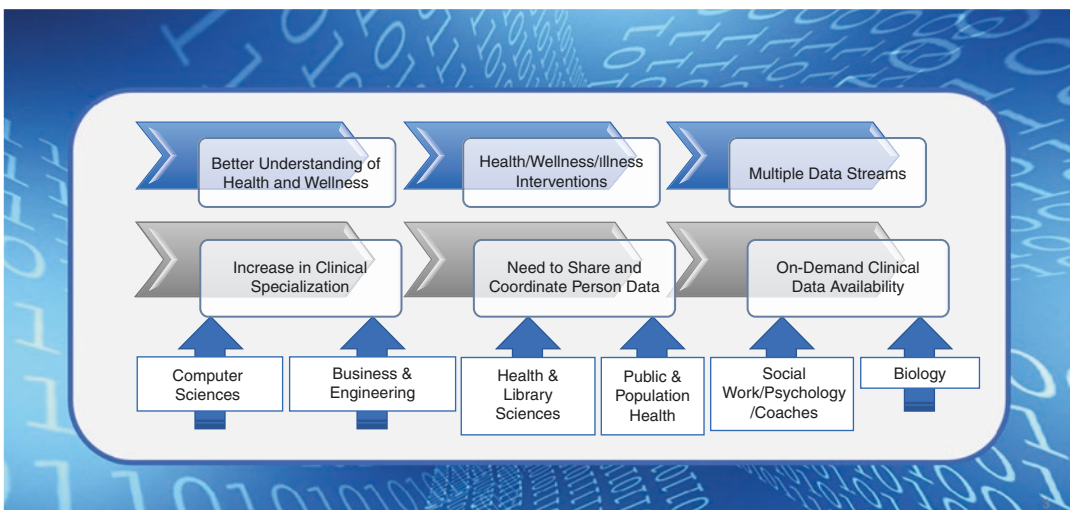 Better Understanding of
Health and Wellness
Health/Wellness/illness
Interventions
Multiple Data Streams
Increase in Clinical
Specialization
Need to Share and
Coordinate Person Data
On-Demand Clinical
Data Availability
Computer
Sciences
Business &
Engineering
Health &
Library
Sciences
Public &
Population
Health
Social
Work/Psychology
/Coaches
Biology